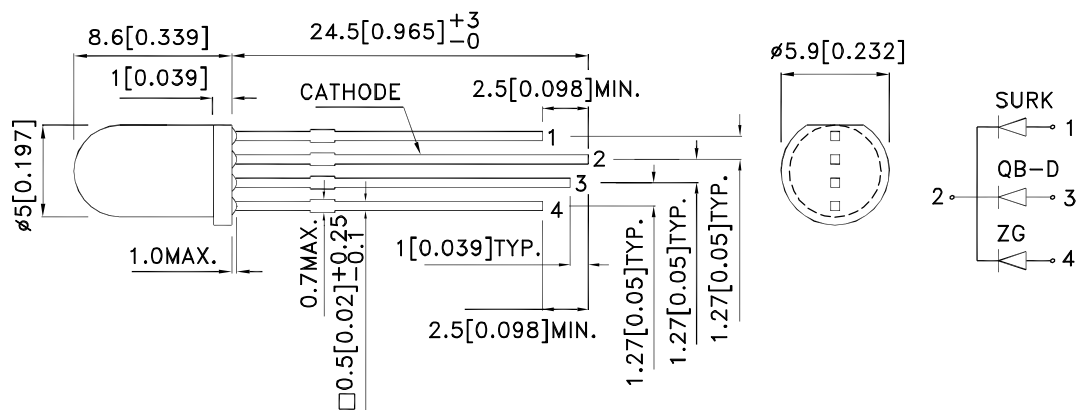 8.6[0.339]
24.5[0.965]+3 -0
1[0.039]
CATHODE
2.5[0.098]MIN.
ø5.9[0.232]
SURK
1
QB-D
2
3
ZG
4
1
2
3
4
ø5[0.197]
1.0MAX.
0.7MAX.
□0.5[0.02]+0.25 -0.1
1[0.039]TYP.
2.5[0.098]MIN.
1.27[0.05]TYP.
1.27[0.05]TYP.
1.27[0.05]TYP.